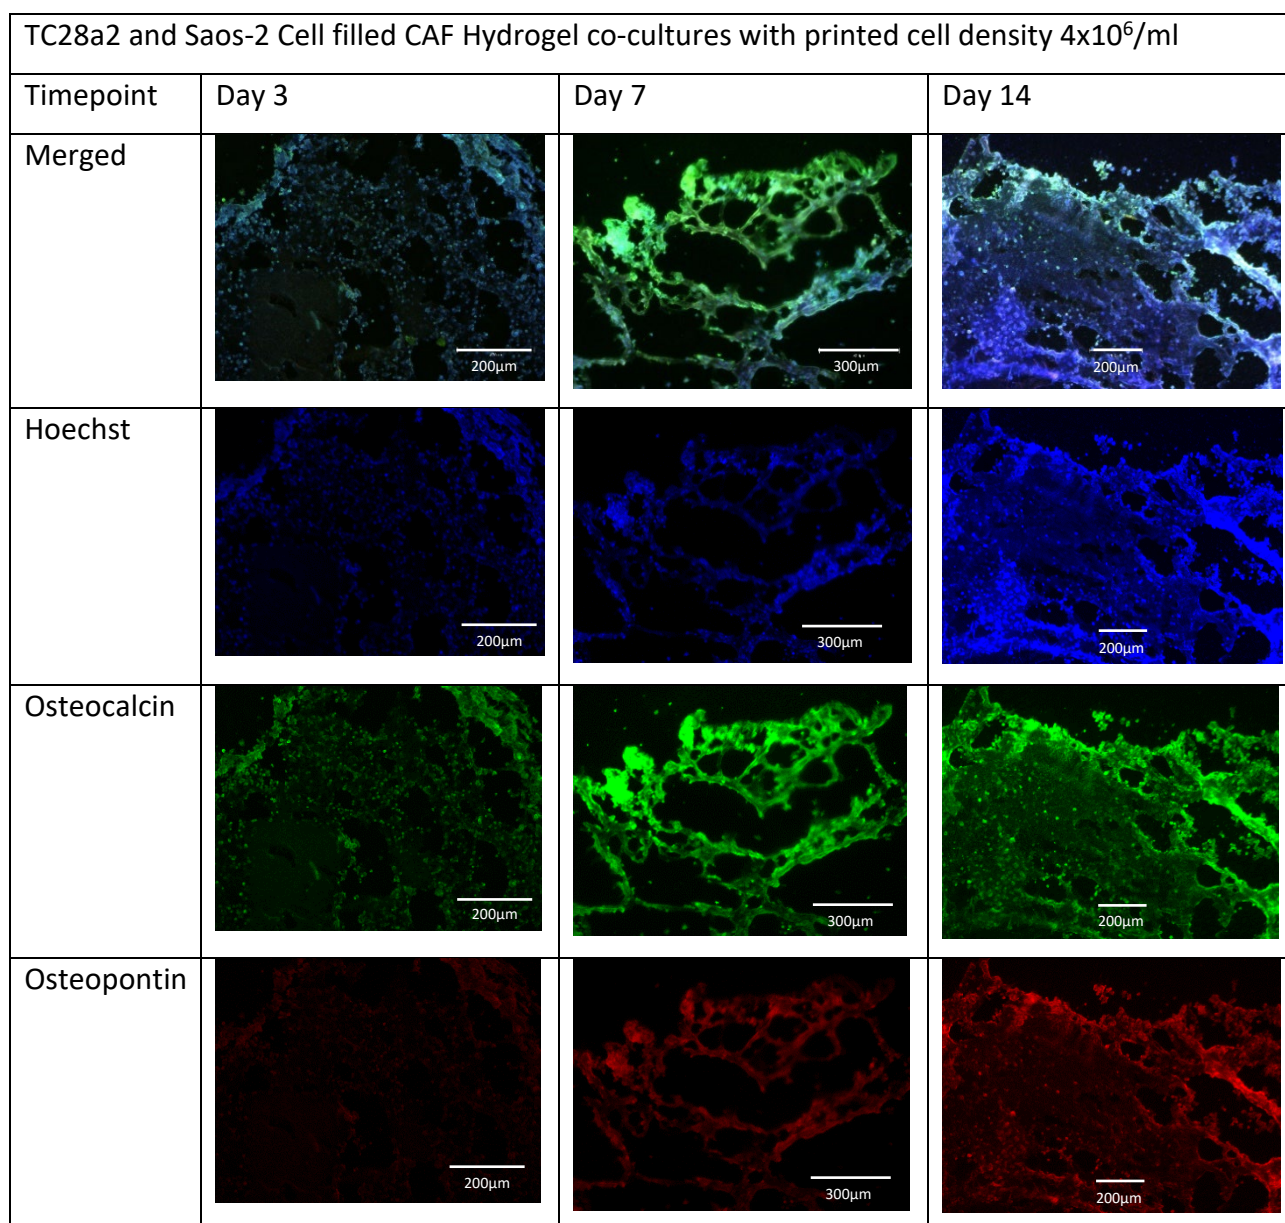 TC28a2 and Saos-2 Cell filled CAF Hydrogel co-cultures with printed cell density 4x10⁶/ml
Timepoint Day 3 Day 7 Day 14
Merged
200µm 300µm 200µm
Hoechst
200µm 300µm 200µm
Osteocalcin
200µm 300µm 200µm
Osteopontin
200µm 300µm 200µm